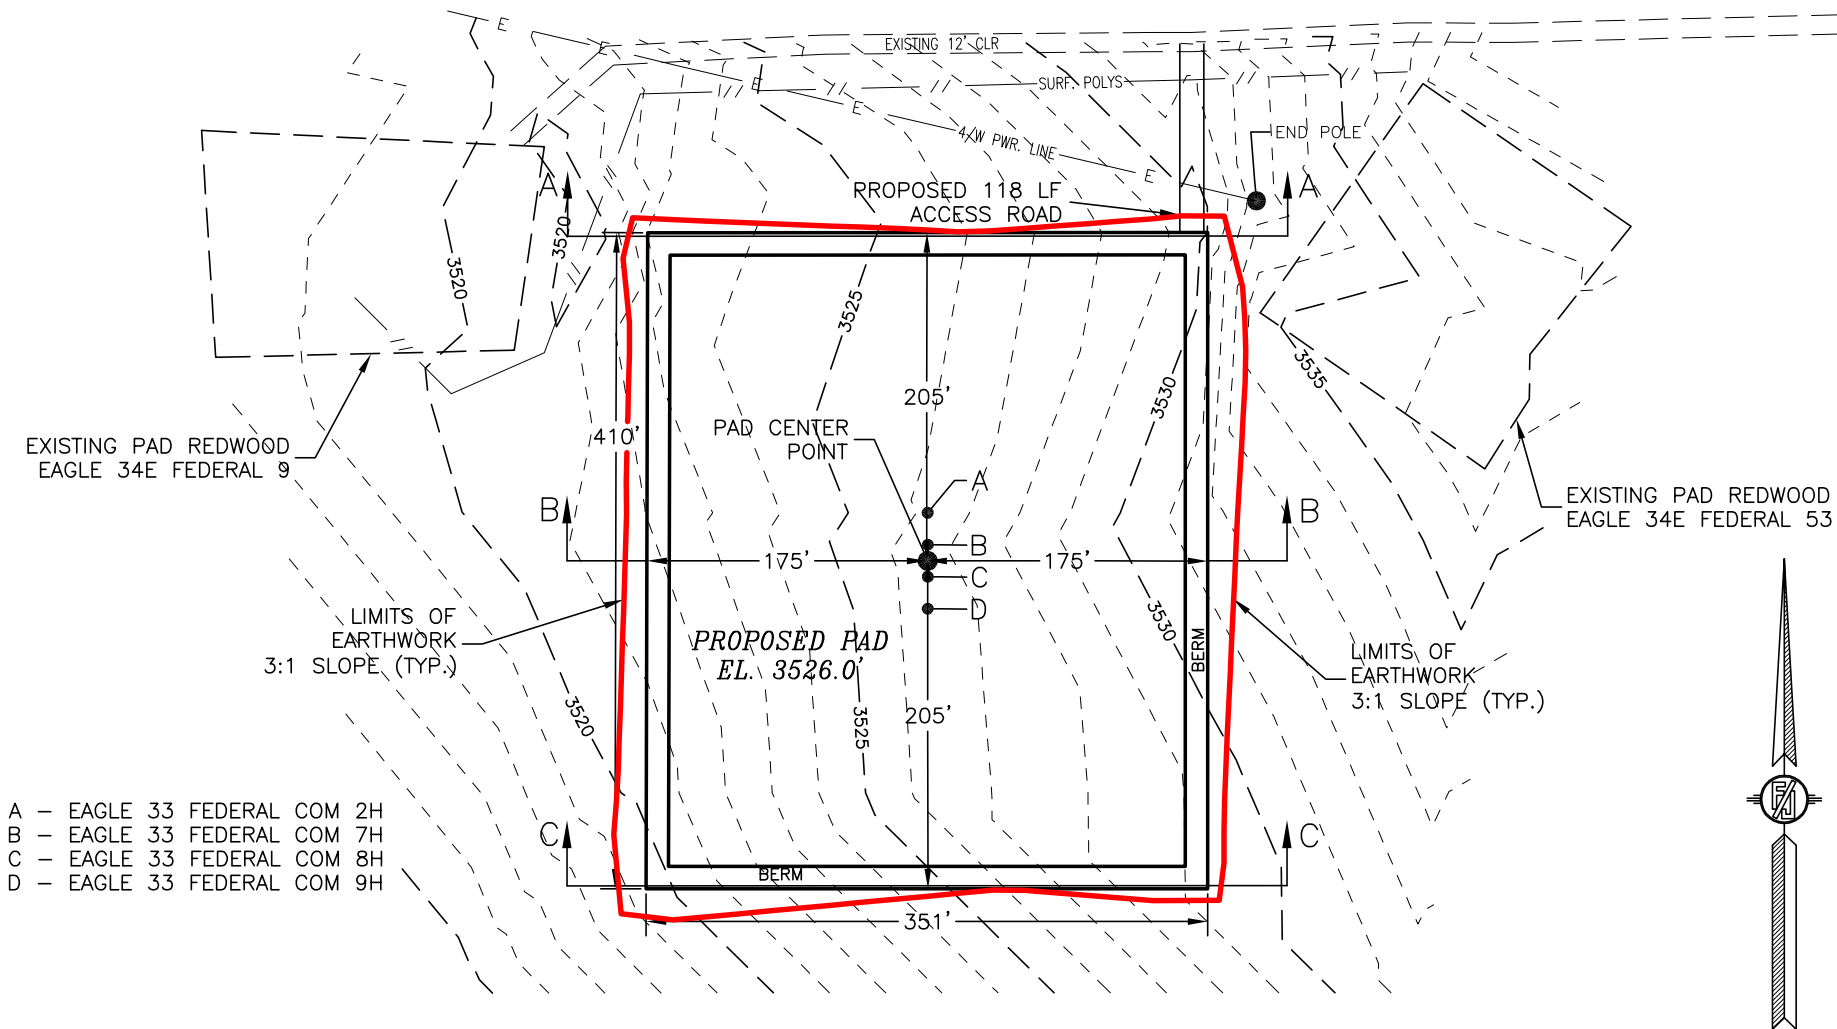 E
E
EXISTING 12' CLR
E
SURF. POLYS
E
4/W PWR. LINE
END POLE
E
A
PROPOSED 118 LF
ACCESS ROAD
A
3520
3520
3525
3530
3535
205'
410'
PAD CENTER
POINT
EXISTING PAD REDWOOD
EAGLE 34E FEDERAL 9
A
B
B
EXISTING PAD REDWOOD
EAGLE 34E FEDERAL 53
B
175'
175'
C
D
LIMITS OF
EARTHWORK
3:1 SLOPE (TYP.)
PROPOSED PAD
EL. 3526.0'
3530
BERM
LIMITS OF
EARTHWORK
3:1 SLOPE (TYP.)
3520
3525
205'
A – EAGLE 33 FEDERAL COM 2H
B – EAGLE 33 FEDERAL COM 7H
C – EAGLE 33 FEDERAL COM 8H
D – EAGLE 33 FEDERAL COM 9H
C
C
BERM
351'